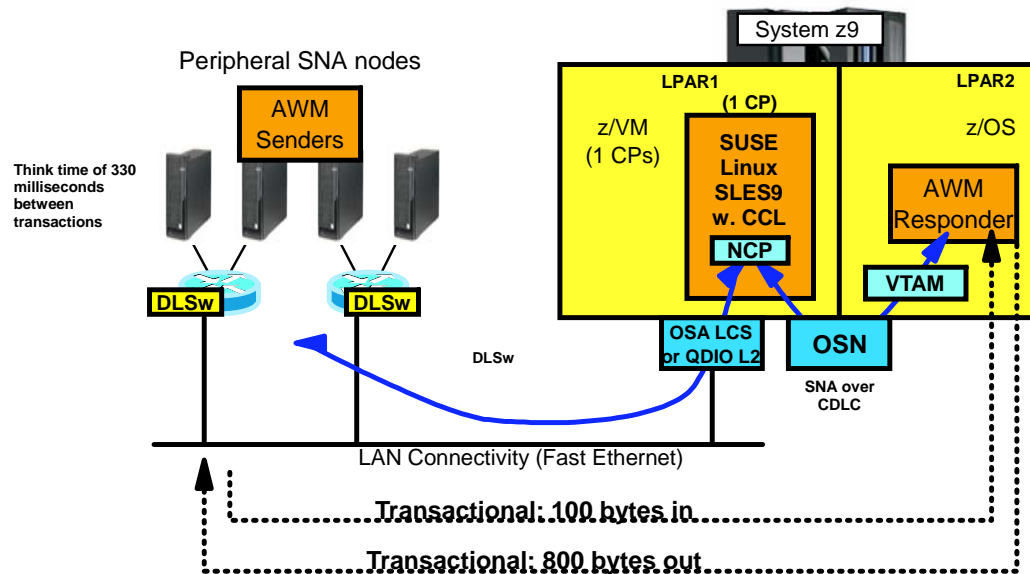 System z9
Peripheral SNA nodes
AWM
Senders
Think time of 330
milliseconds
between
transactions
DLSw
DLSw
LPAR1
(1 CP)
z/VM
(1 CPs)
SUSE
Linux
SLES9
w. CCL
NCP
LPAR2
z/OS
AWM
Responder
VTAM
OSA LCS
or QDIO L2
OSN
SNA over
CDLC
DLSw
LAN Connectivity (Fast Ethernet)
Transactional: 100 bytes in
Transactional: 800 bytes out